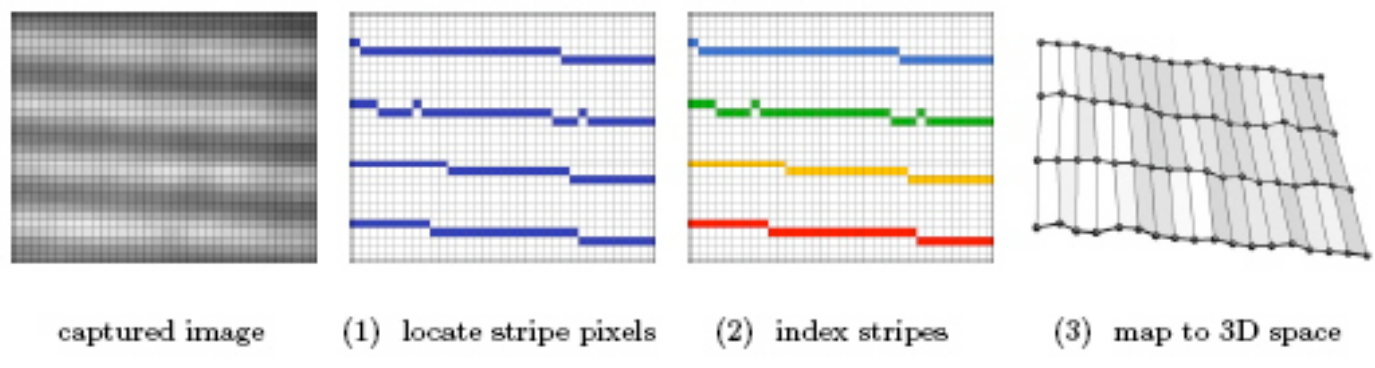 captured image (1) locate stripe pixels (2) index stripes (3) map to 3D space